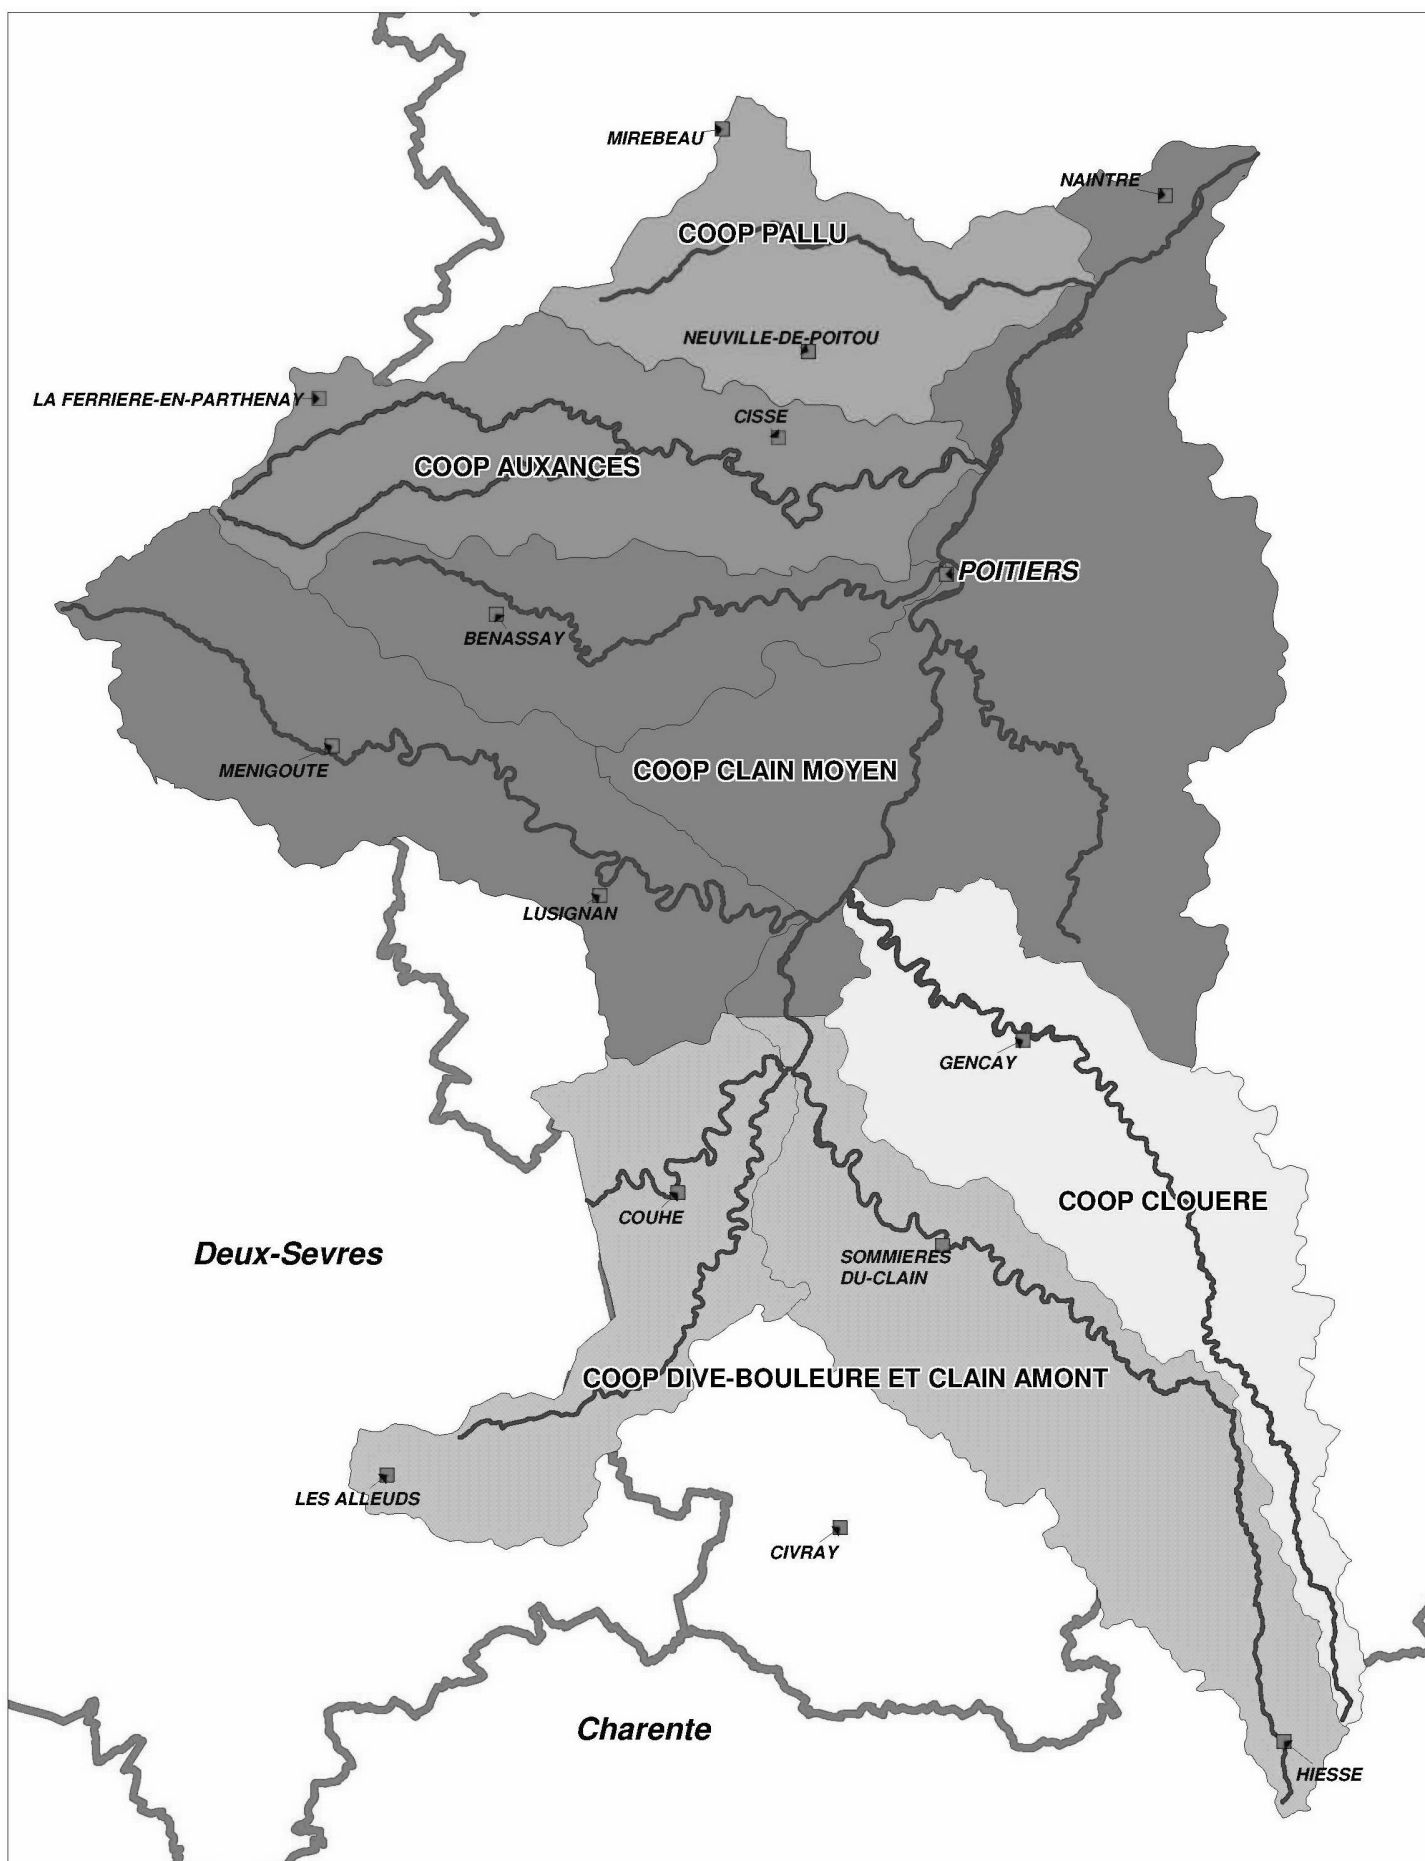 MIREBEAU
NAINTRE
COOP PALLU
NEUVILLE-DE-POITOU
LA FERRIERE-EN-PARTHENAY
CISSE
COOP AUXANCES
POITIERS
BENASSAY
MENIGOUTE
COOP CLAIN MOYEN
LUSIGNAN
GENCAY
COUHE
COOP CLOUERE
Deux-Sevres
SOMMIERES
DU-CLAIN
COOP DIVE-BOULEURE ET CLAIN AMONT
LES ALLEUDS
CIVRAY
Charente
HIESSE